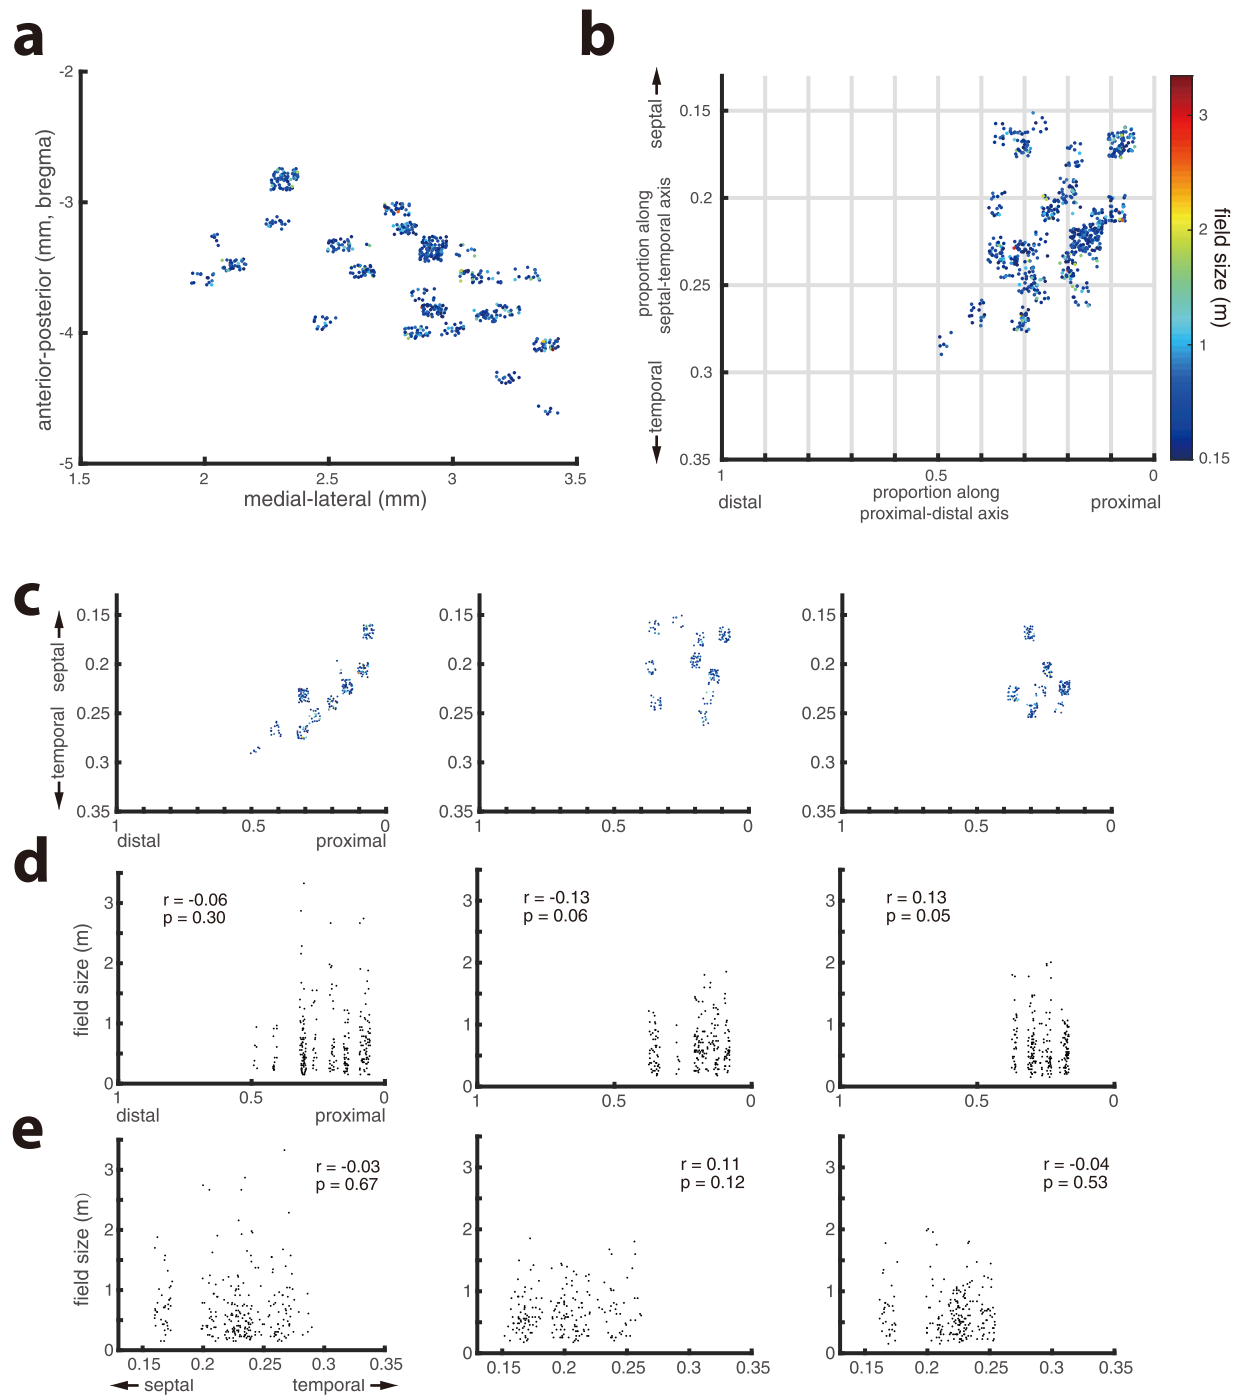 a
-2
-3
-4
-5
1.5
2
2.5
3
3.5
anterior-posterior (mm, bregma)
medial-lateral (mm)
b
septal
temporal
proportion along
septal-temporal axis
0.15
0.2
0.25
0.3
0.35
1
0.5
0
distal
proportion along
proximal-distal axis
proximal
3
2
1
0.15
field size (m)
c
septal
temporal
0.15
0.2
0.25
0.3
0.35
1
0.5
0
distal
proximal
0.15
0.2
0.25
0.3
0.35
1
0.5
0
0.15
0.2
0.25
0.3
0.35
1
0.5
0
d
field size (m)
3
2
1
0
r = -0.06
p = 0.30
1
0.5
0
distal
proximal
3
2
1
0
r = -0.13
p = 0.06
1
0.5
0
3
2
1
0
r = 0.13
p = 0.05
1
0.5
0
e
field size (m)
3
2
1
0
r = -0.03
p = 0.67
0.15
0.2
0.25
0.3
0.35
septal
temporal
3
2
1
0
r = 0.11
p = 0.12
0.15
0.2
0.25
0.3
0.35
3
2
1
0
r = -0.04
p = 0.53
0.15
0.2
0.25
0.3
0.35